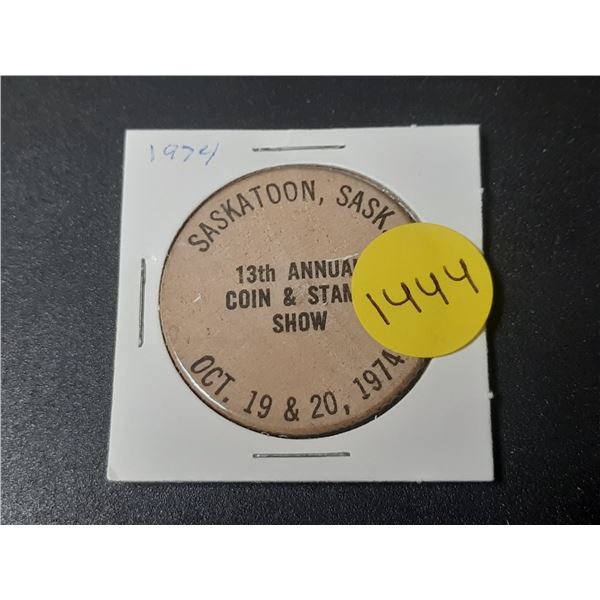 1974
SASKATOON, SASK.
13th ANNUAL
COIN & STAM
SHOW
OCT. 19 & 20, 1974
1444